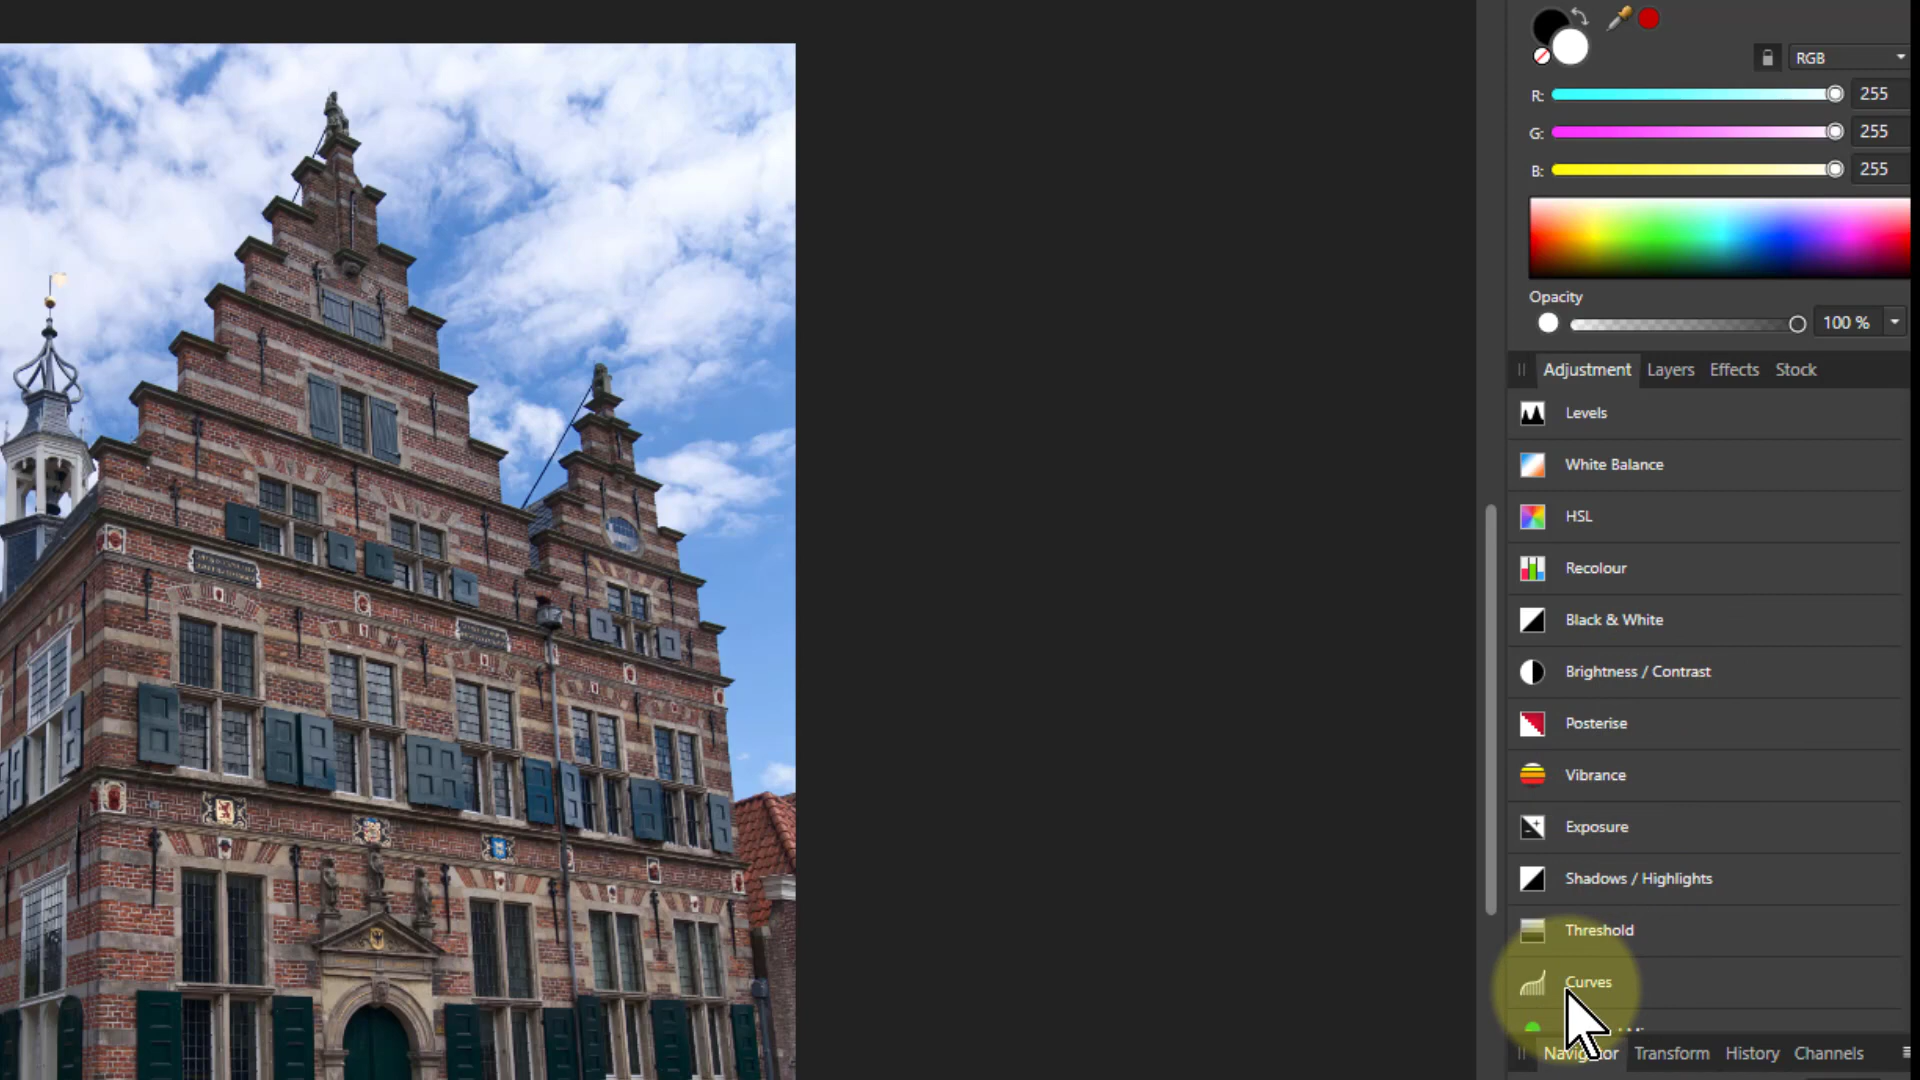 RGB
R: 255
G: 255
B: 255
Opacity
100 %
Adjustment Layers Effects Stock
Levels
White Balance
HSL
Recolour
Black & White
Brightness / Contrast
Posterise
Vibrance
Exposure
Shadows / Highlights
Threshold
Curves
Navigator Transform History Channels